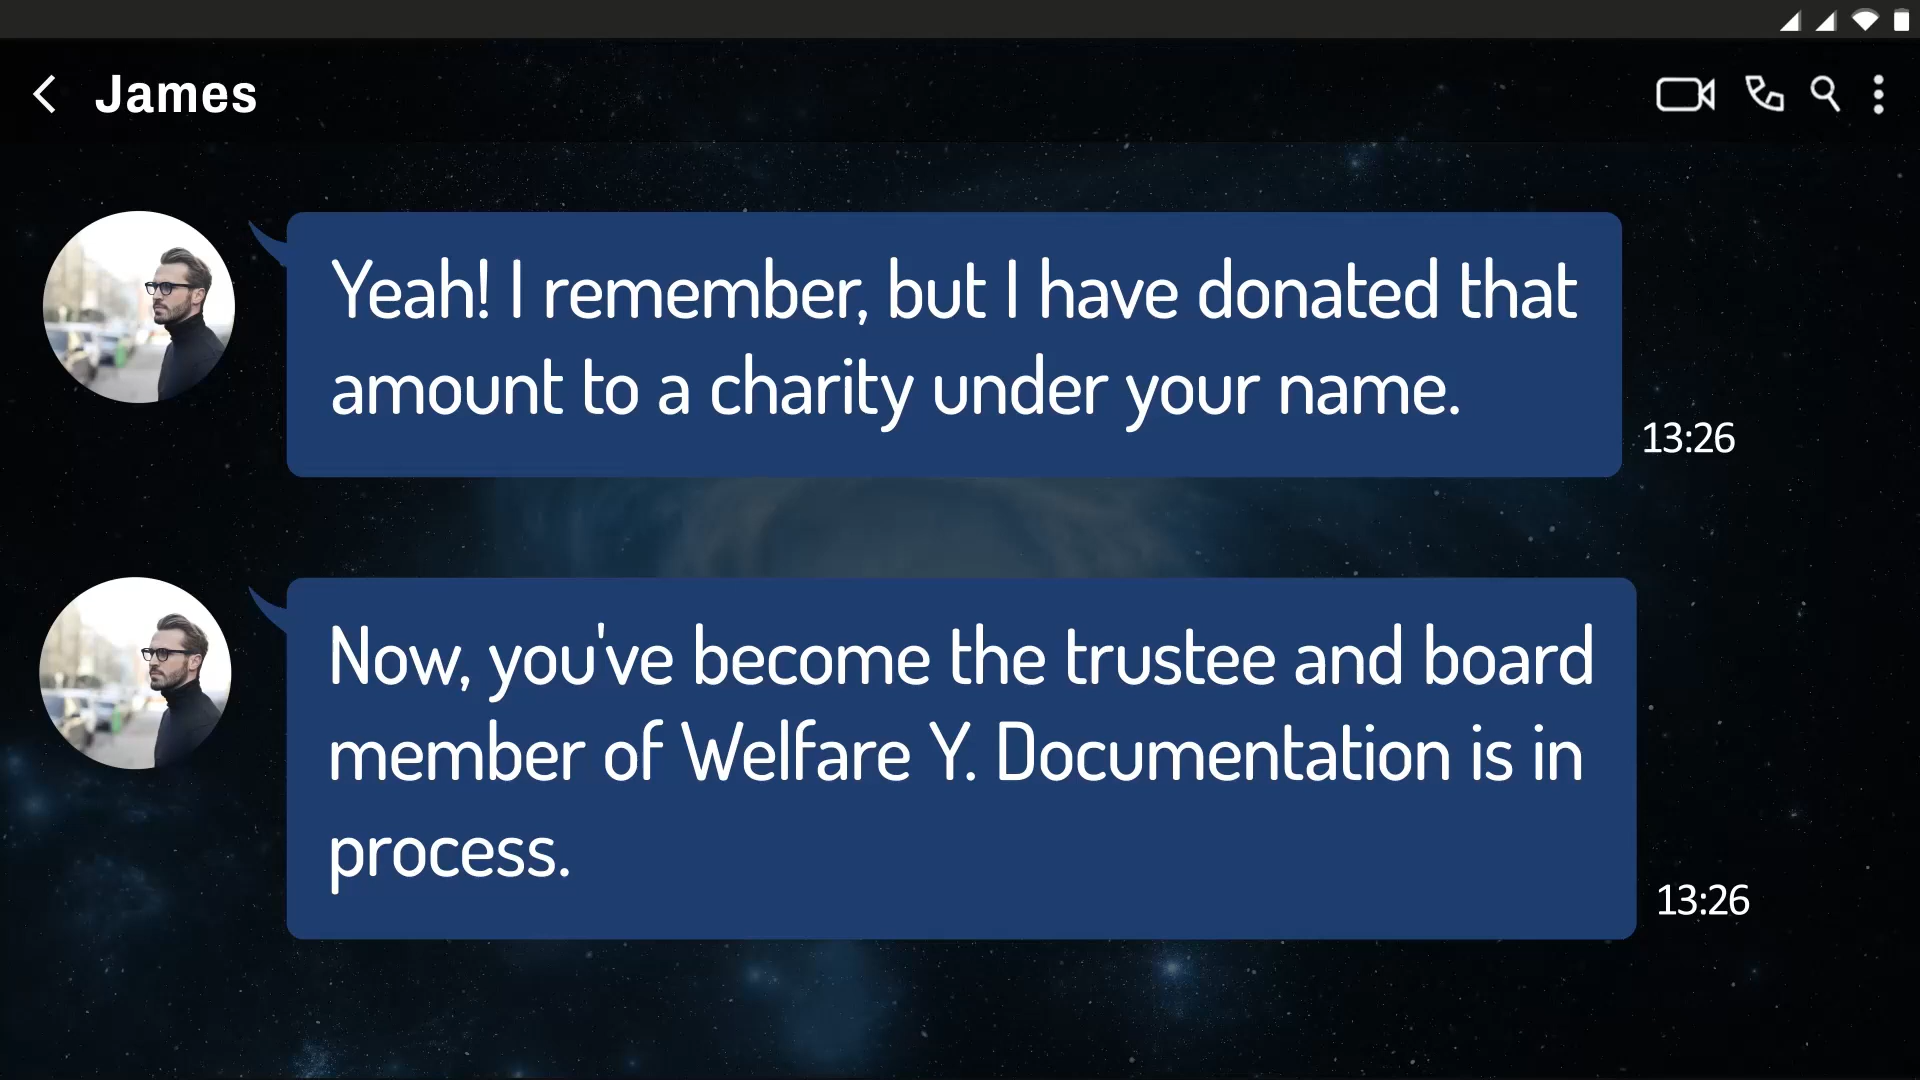 James
Yeah! I remember, but I have donated that
amount to a charity under your name.
13:26
Now, you've become the trustee and board
member of Welfare Y. Documentation is in
process.
13:26